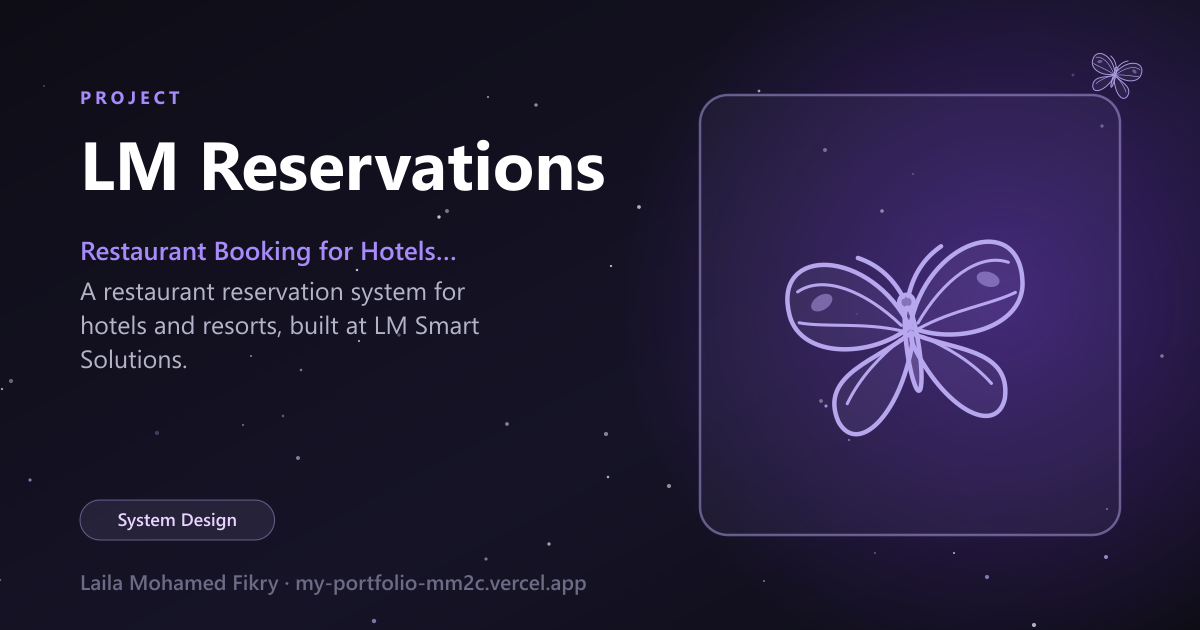 PROJECT
LM Reservations
Restaurant Booking for Hotels...
A restaurant reservation system for
hotels and resorts, built at LM Smart
Solutions.
System Design
Laila Mohamed Fikry · my-portfolio-mm2c.vercel.app